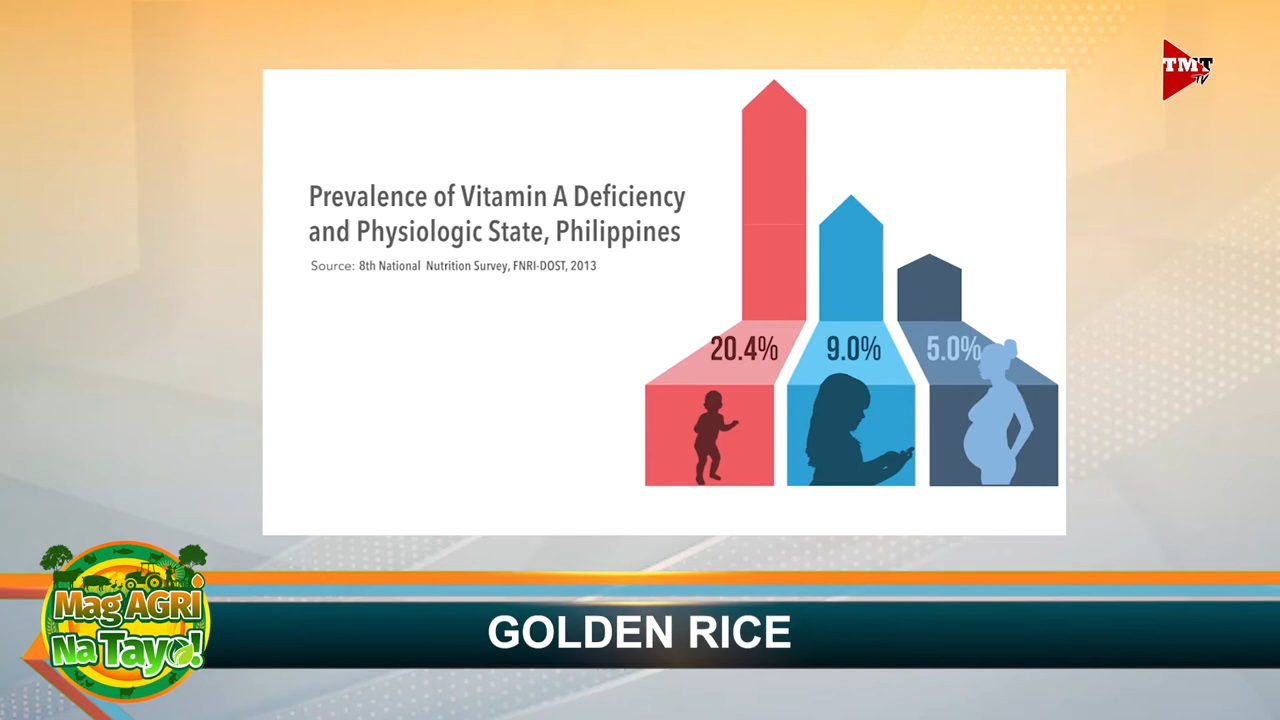 TMT
TV
Prevalence of Vitamin A Deficiency
and Physiologic State, Philippines
Source: 8th National Nutrition Survey, FNRI-DOST, 2013
20.4%
9.0%
5.0%
Mag AGRI
Na Tayo!
GOLDEN RICE